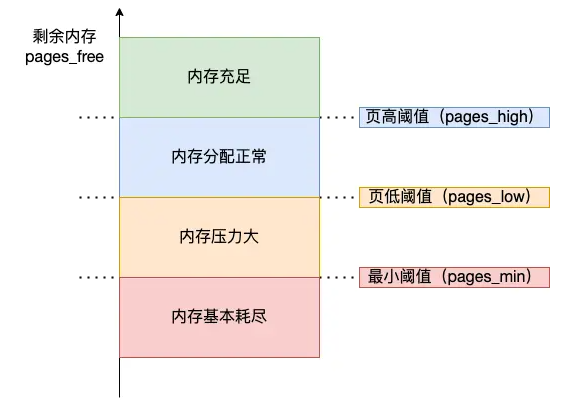 剩余内存
pages_free
内存充足
页高阈值（pages_high）
内存分配正常
页低阈值（pages_low）
内存压力大
最小阈值（pages_min）
内存基本耗尽